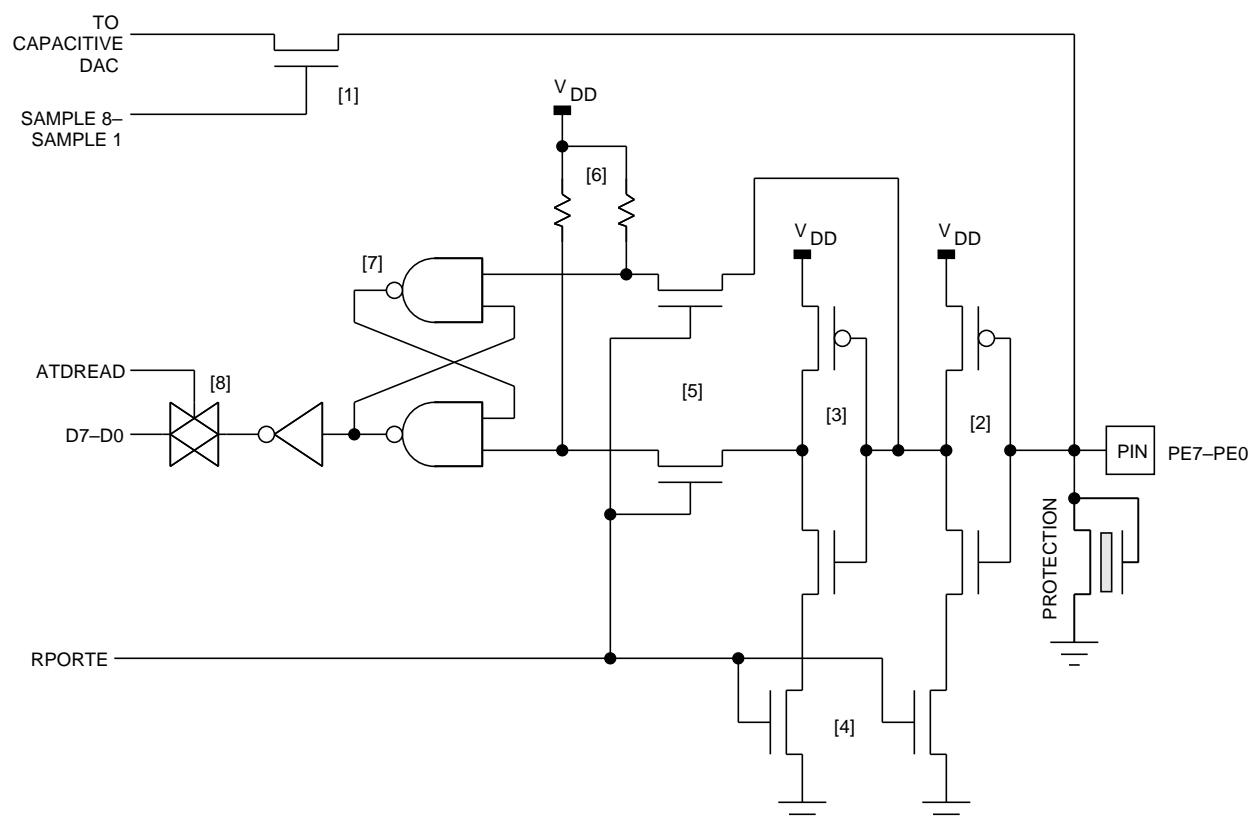 TO
CAPACITIVE
DAC
[1]
SAMPLE 8–
SAMPLE 1
V DD
[6]
V DD
V DD
[7]
ATDREAD
[8]
[5]
[3]
[2]
D7–D0
PIN
PE7–PE0
PROTECTION
RPORTE
[4]